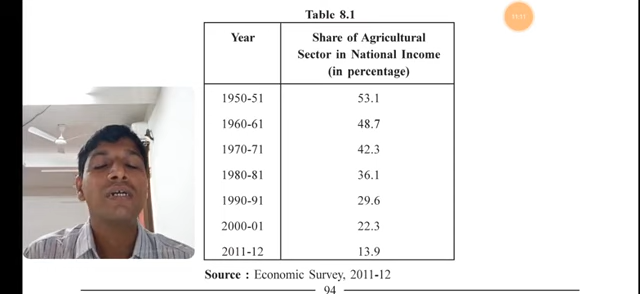 Table 8.1
Year Share of Agricultural
Sector in National Income
(in percentage)
1950-51 53.1
1960-61 48.7
1970-71 42.3
1980-81 36.1
1990-91 29.6
2000-01 22.3
2011-12 13.9
Source : Economic Survey, 2011-12
94